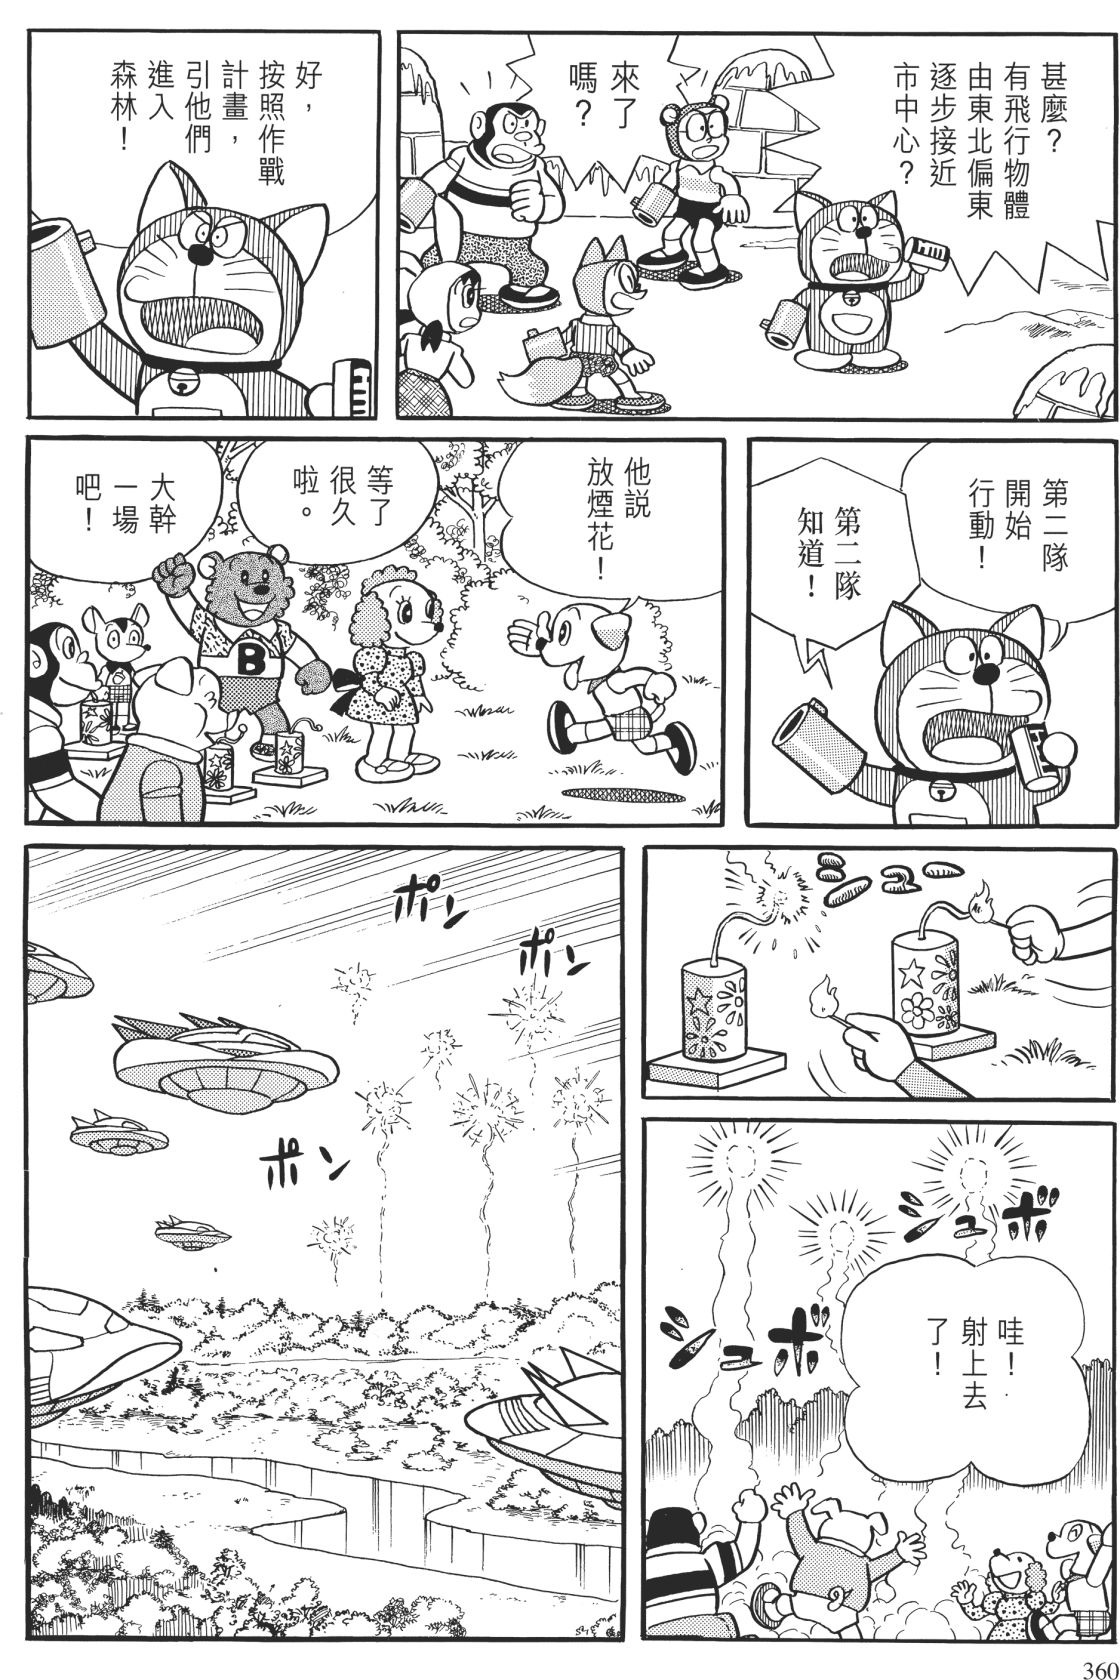 甚麼？
有飛行物體
由東北偏東
逐步接近
市中心？
來了
嗎？
好，
按照作戰
計畫，
引他們
進入
森林！
第二隊
開始
行動！
第二隊
知道！
他說
放煙花！
等了
很久
啦。
大幹
一場
吧！
B
シュー
ポン
ポン
ポン
シュボ
シュボ
哇！
射上去
了！
360